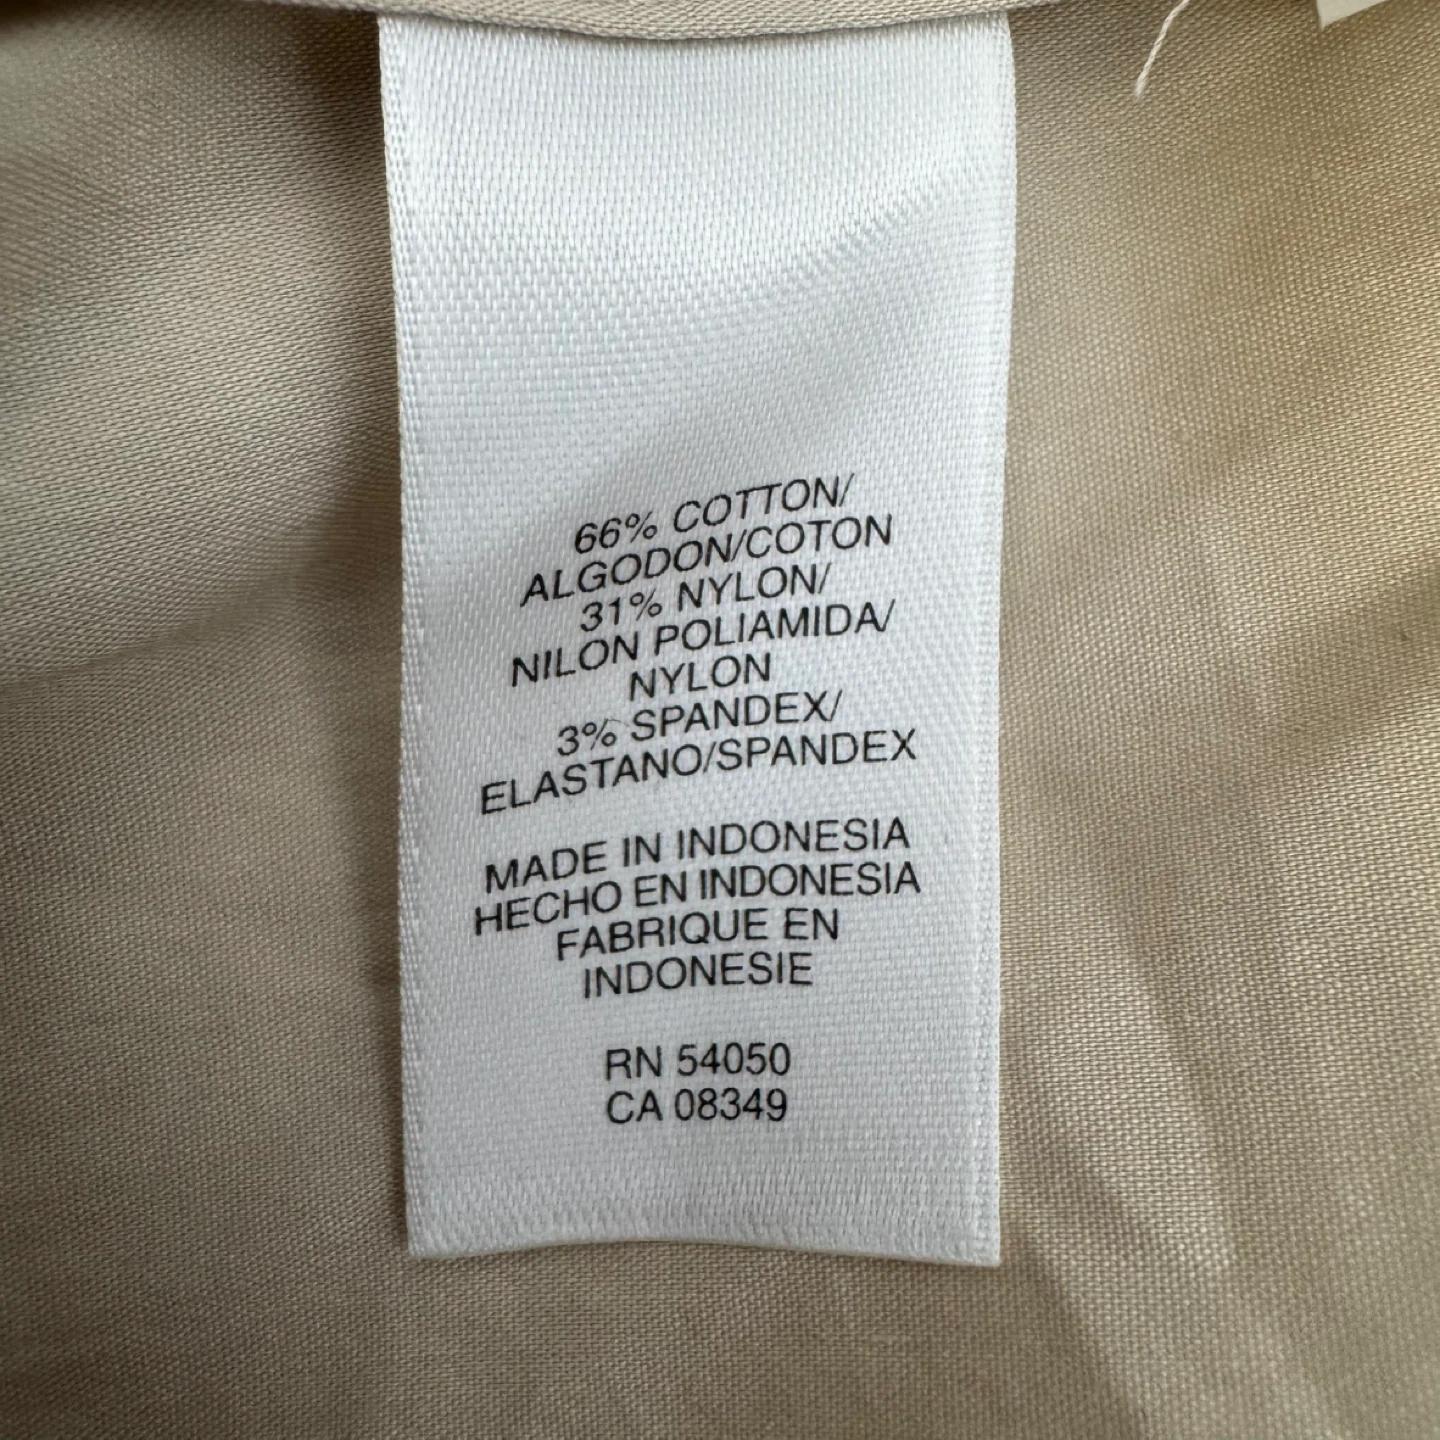 66% COTTON/
ALGODON/COTON
31% NYLON/
NILON POLIAMIDA/
NYLON
3% SPANDEX/
ELASTANO/SPANDEX
MADE IN INDONESIA
HECHO EN INDONESIA
FABRIQUE EN
INDONESIE
RN 54050
CA 08349